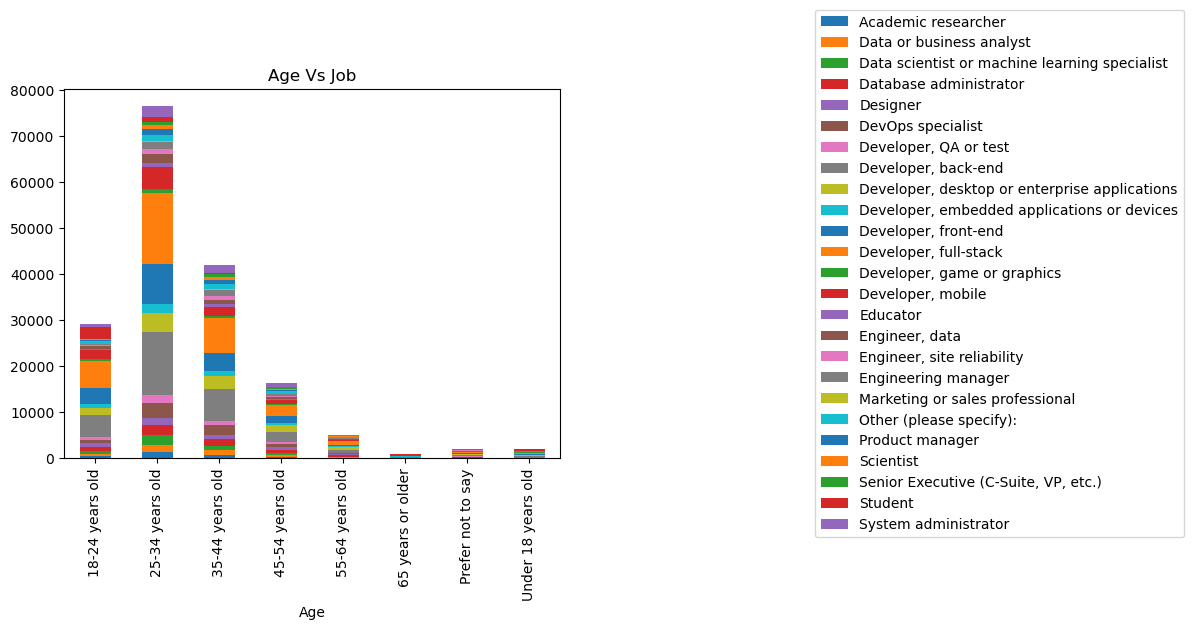 Age Vs Job
80000
70000
60000
50000
40000
30000
20000
10000
0
18-24 years old
25-34 years old
35-44 years old
45-54 years old
55-64 years old
65 years or older
Prefer not to say
Under 18 years old
Age
Academic researcher
Data or business analyst
Data scientist or machine learning specialist
Database administrator
Designer
DevOps specialist
Developer, QA or test
Developer, back-end
Developer, desktop or enterprise applications
Developer, embedded applications or devices
Developer, front-end
Developer, full-stack
Developer, game or graphics
Developer, mobile
Educator
Engineer, data
Engineer, site reliability
Engineering manager
Marketing or sales professional
Other (please specify):
Product manager
Scientist
Senior Executive (C-Suite, VP, etc.)
Student
System administrator